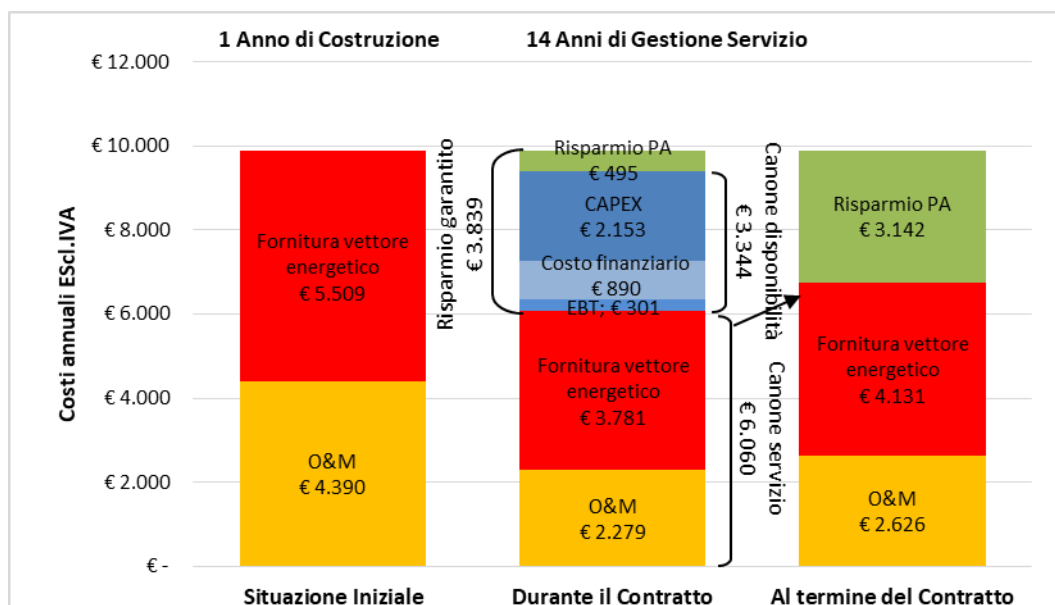 1 Anno di Costruzione
14 Anni di Gestione Servizio
Costi annuali EScl.IVA
€ 12.000
€ 10.000
€ 8.000
€ 6.000
€ 4.000
€ 2.000
€ -
Fornitura vettore
energetico
€ 5.509
O&M
€ 4.390
Situazione Iniziale
Risparmio garantito
€ 3.839
Risparmio PA
€ 495
CAPEX
€ 2.153
Costo finanziario
€ 890
EBT; € 301
Fornitura vettore
energetico
€ 3.781
O&M
€ 2.279
Durante il Contratto
Canone disponibilità
€ 3.344
Canone servizio
€ 6.060
Risparmio PA
€ 3.142
Fornitura vettore
energetico
€ 4.131
O&M
€ 2.626
Al termine del Contratto